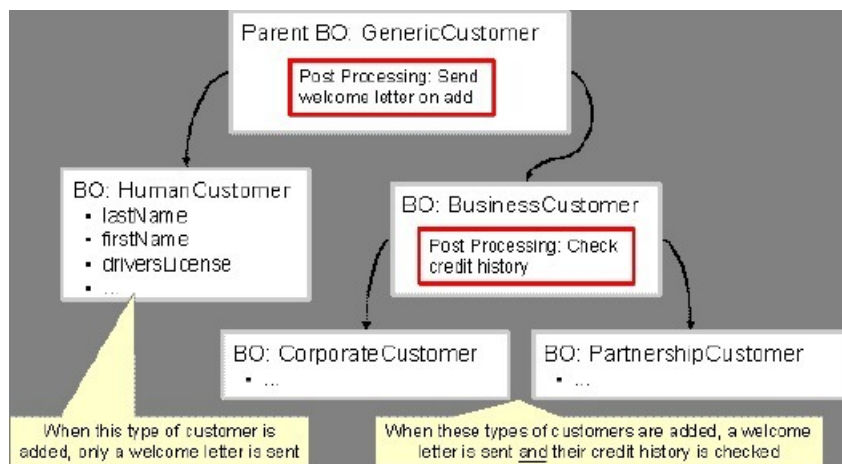 Parent BO: GenericCustomer
Post Processing: Send
welcome letter on add
BO: HumanCustomer
▪ lastName
▪ firstName
▪ driversLicense
▪ ...
BO: BusinessCustomer
Post Processing: Check
credit history
BO: CorporateCustomer
▪ ...
BO: PartnershipCustomer
▪ ...
When this type of customer is
added, only a welcome letter is sent
When these types of customers are added, a welcome
letter is sent and their credit history is checked